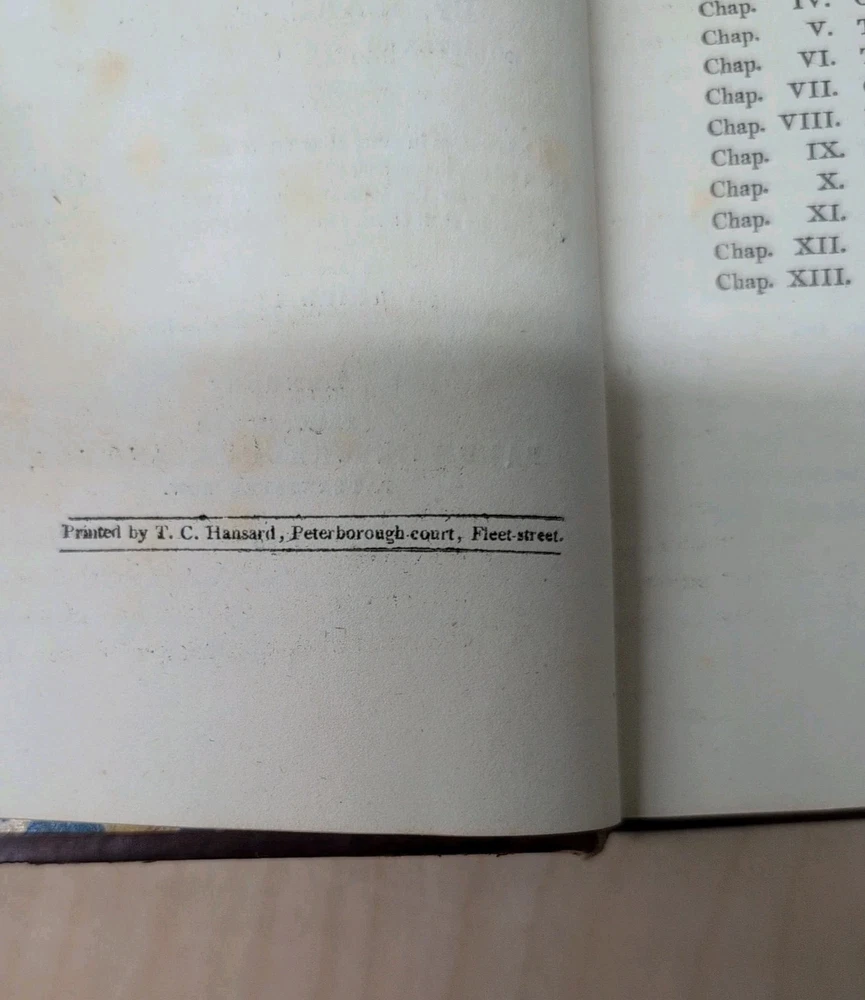 Printed by T. C. Hansard, Peterborough-court, Fleet-street.
Chap. IV.
Chap. V. T
Chap. VI. T
Chap. VII.
Chap. VIII.
Chap. IX.
Chap. X.
Chap. XI.
Chap. XII.
Chap. XIII.